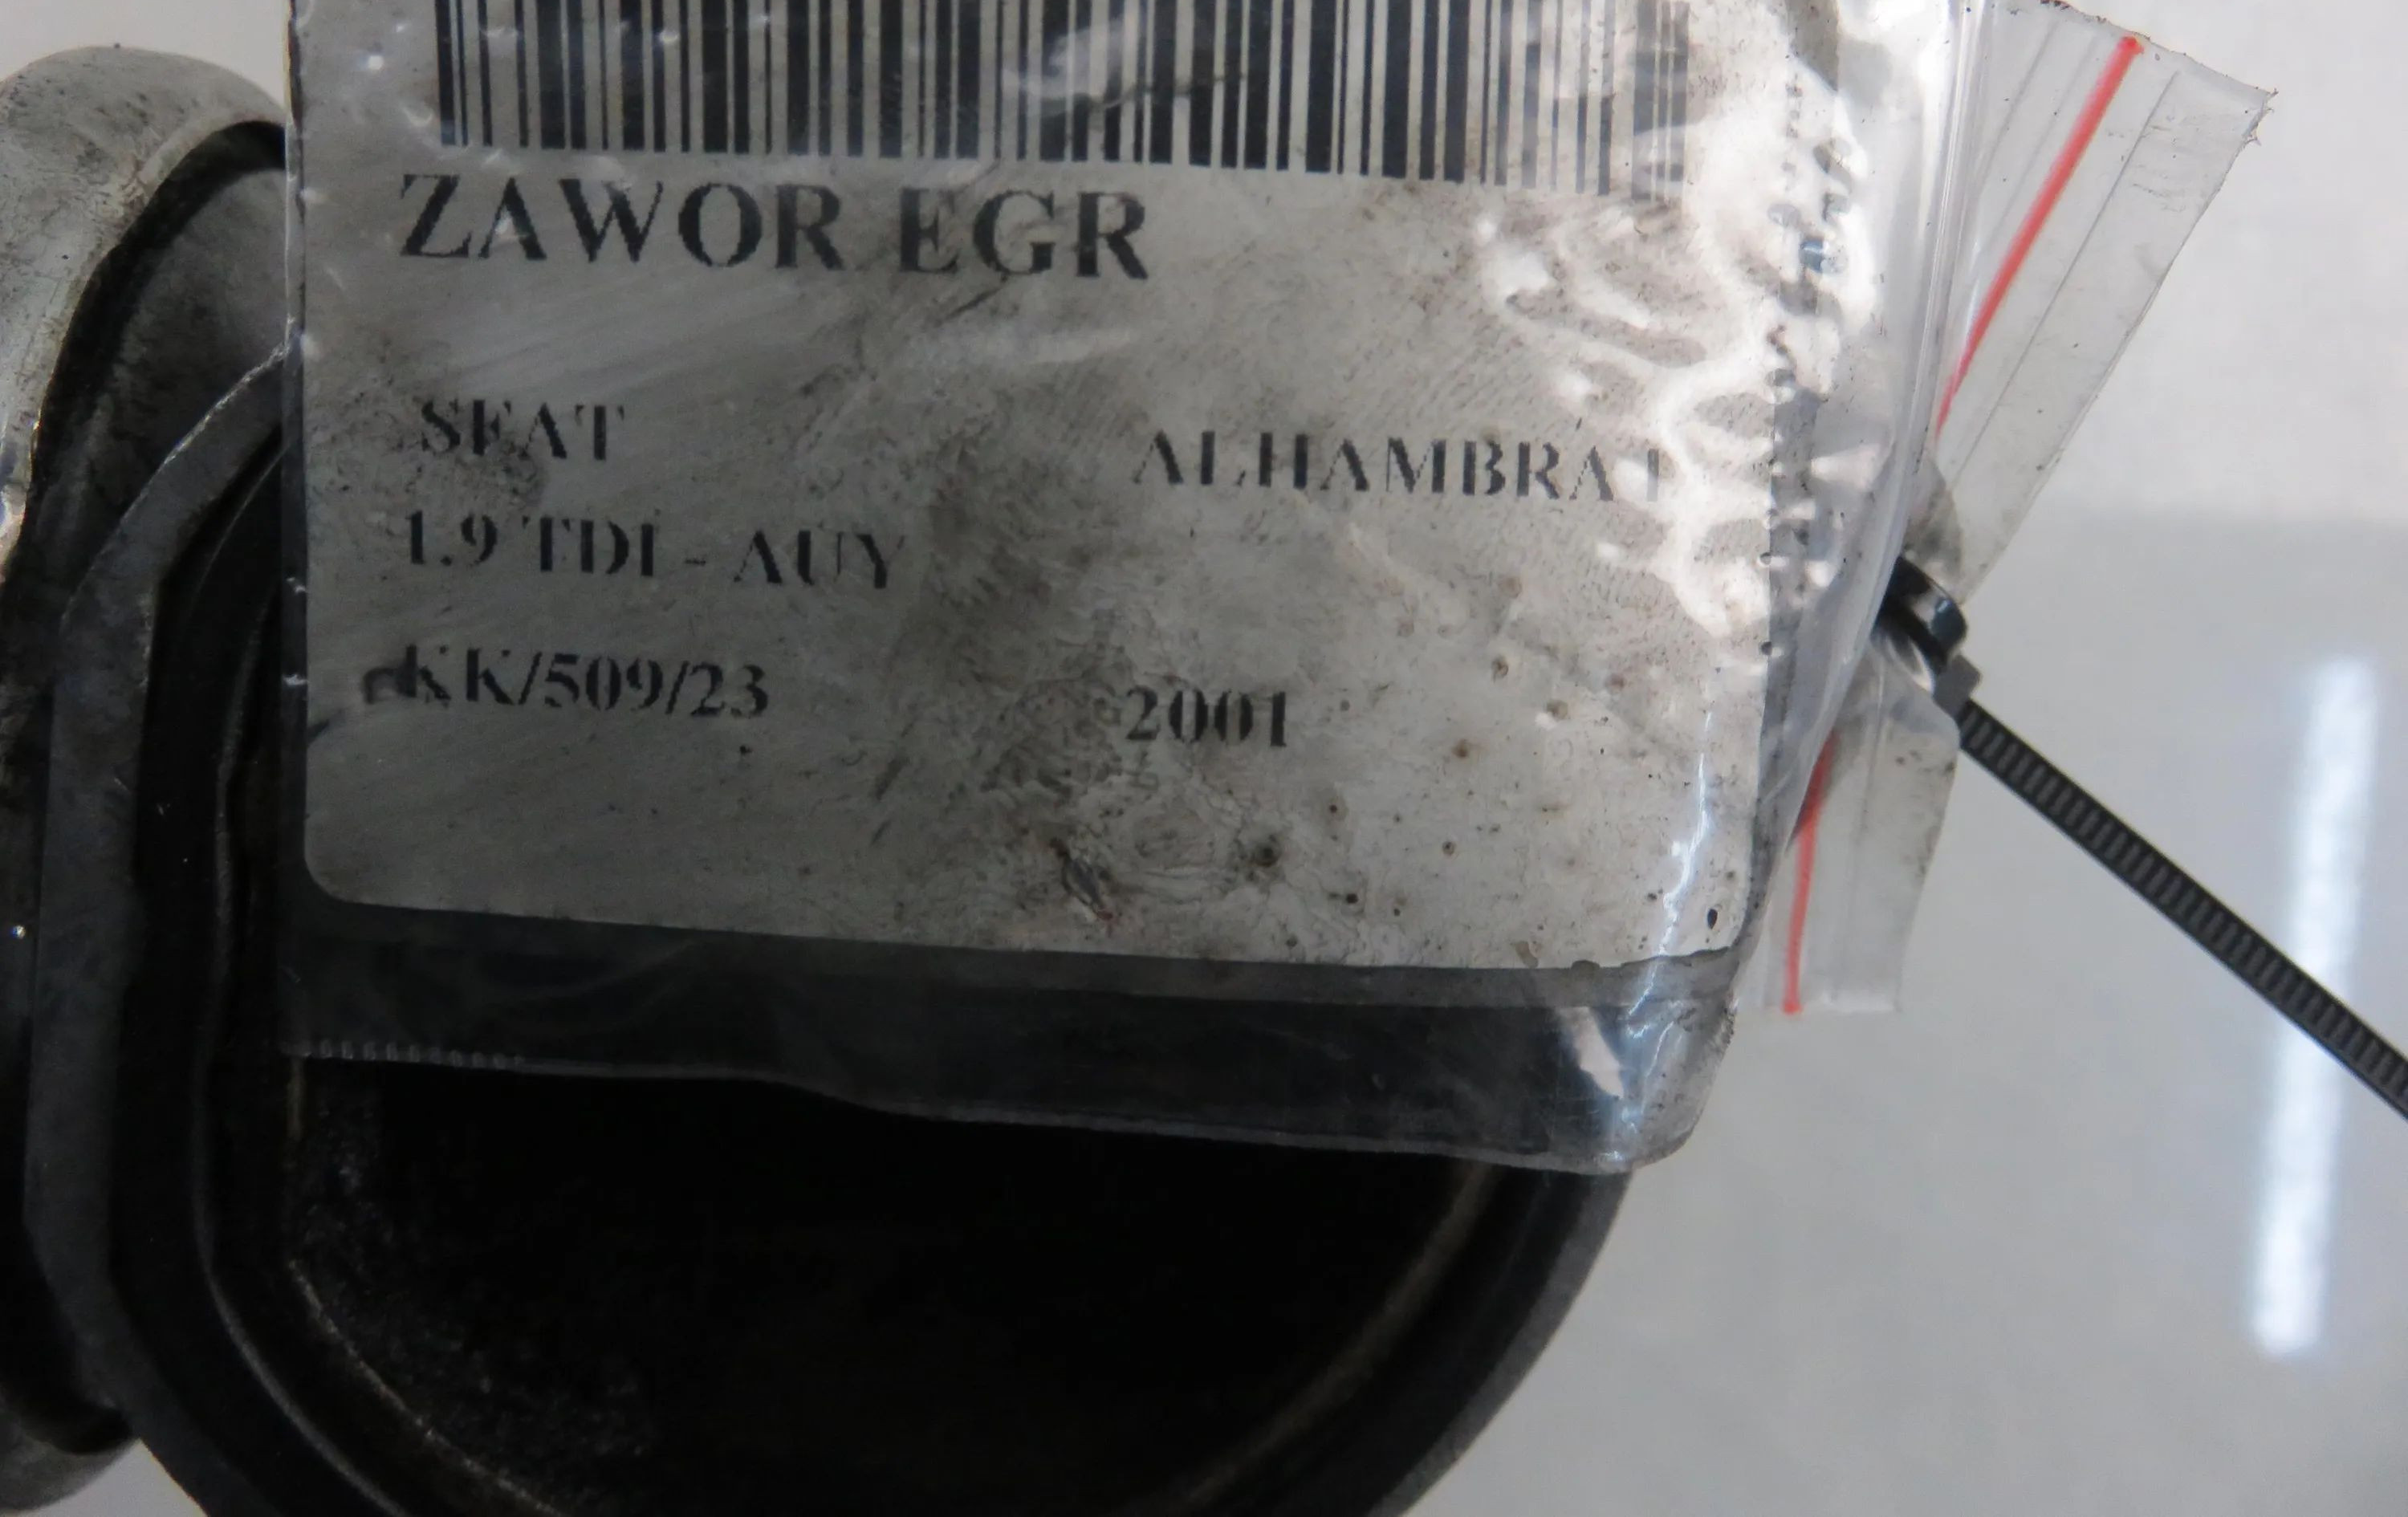 ZAWOR EGR
SEAT ALHAMBRA I
1.9 TDI - AUY
KK/509/23 2001